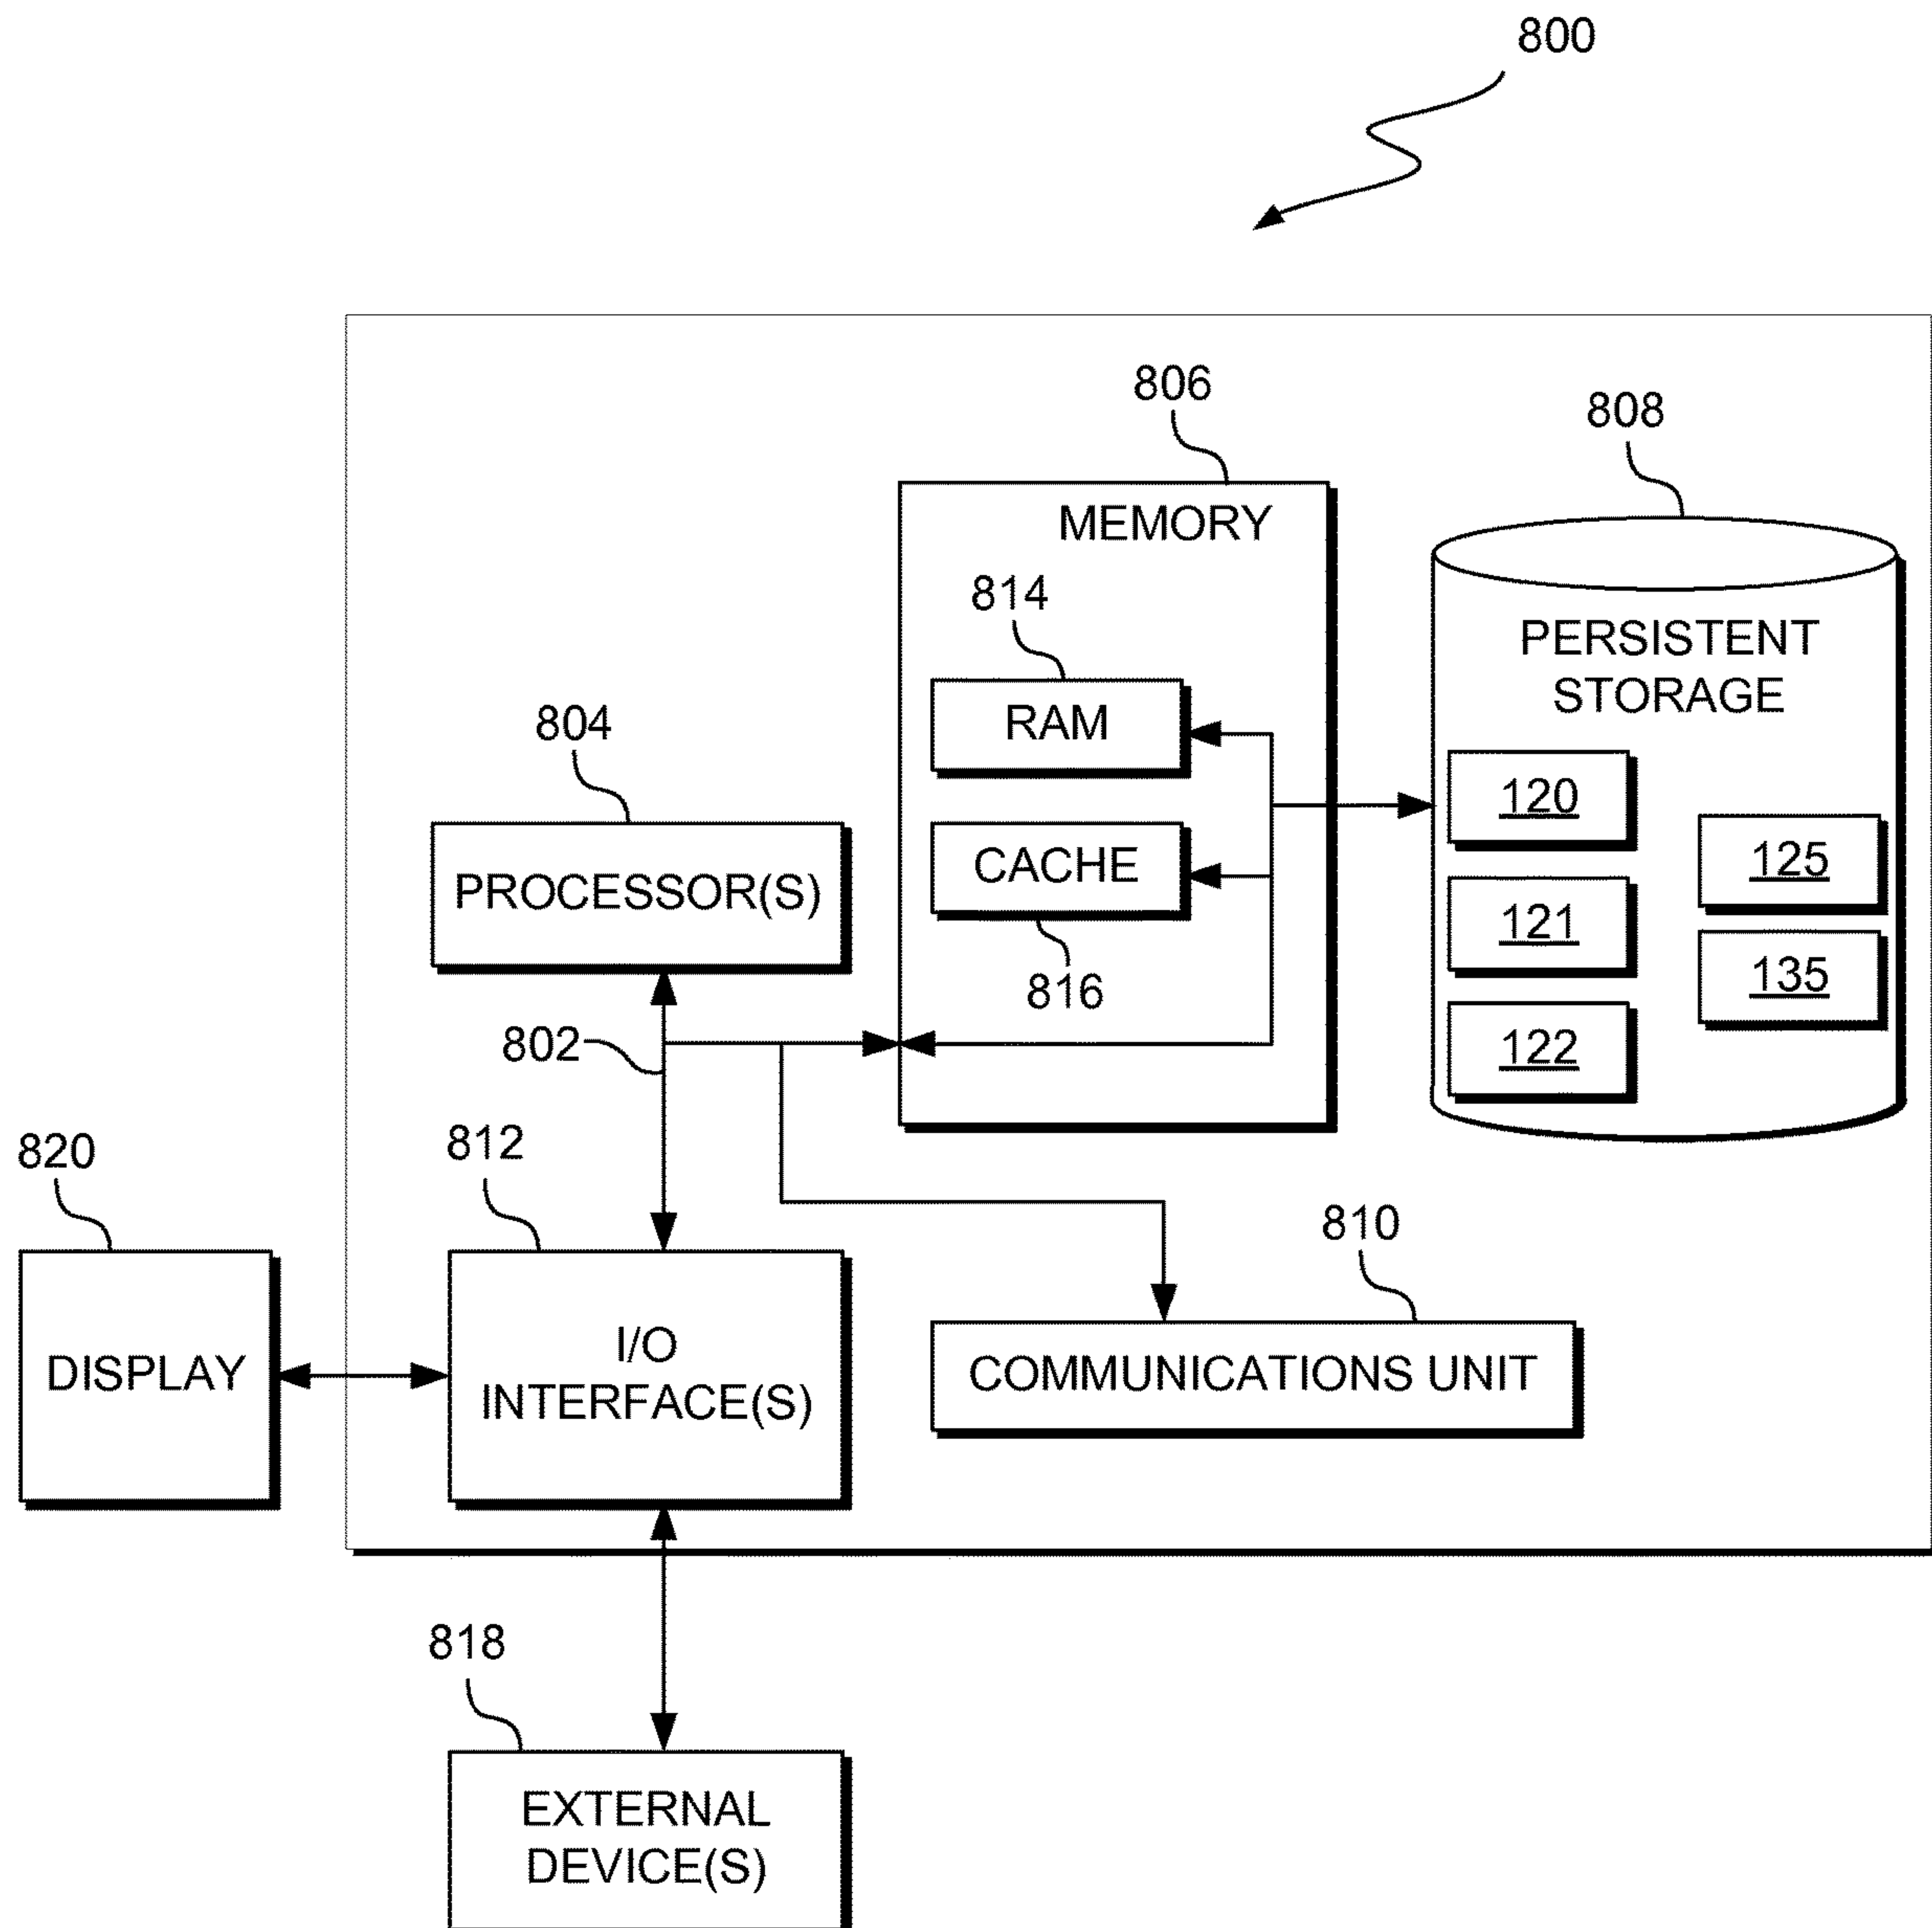 800
806
808
MEMORY
814
PERSISTENT
STORAGE
RAM
804
120
CACHE
125
PROCESSOR(S)
121
135
816
802
122
820
812
810
I/O
INTERFACE(S)
DISPLAY
COMMUNICATIONS UNIT
818
EXTERNAL
DEVICE(S)